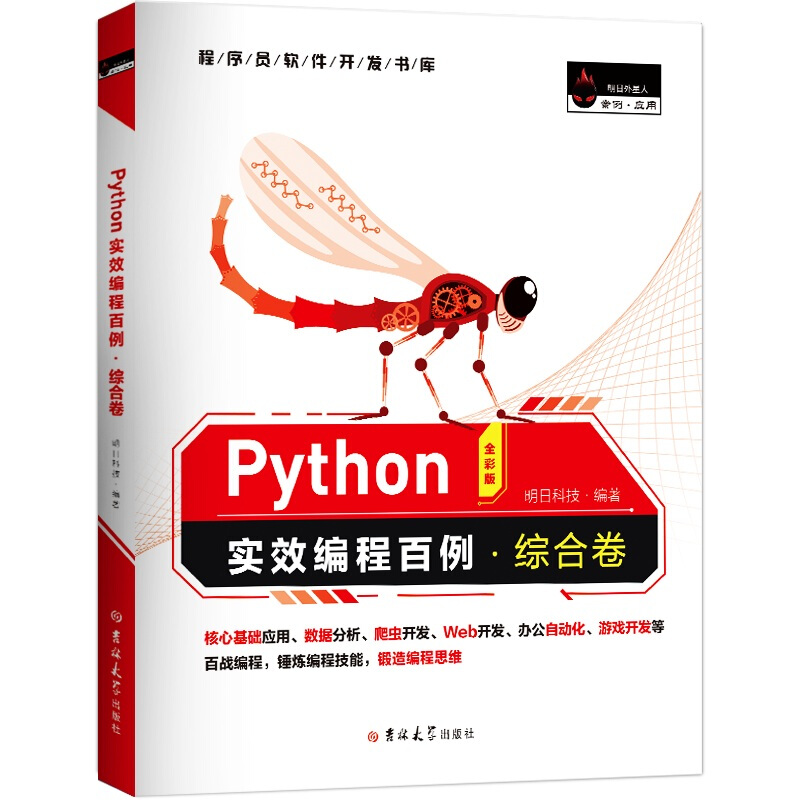 程/序/员/软/件/开/发/书/库
明日外星人
案例·应用
Python
全彩版
明日科技·编著
实效编程百例·综合卷
核心基础应用、数据分析、爬虫开发、Web开发、办公自动化、游戏开发等
百战编程，锤炼编程技能，锻造编程思维
吉林大学出版社
Python 实效编程百例·综合卷
明日科技·编著
吉林大学出版社